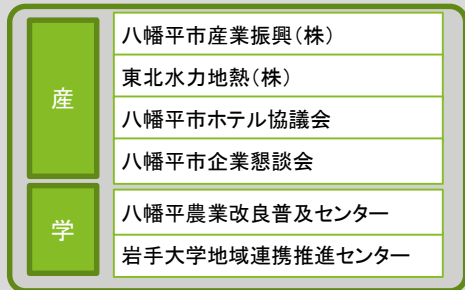 産
八幡平市産業振興(株)
東北水力地熱(株)
八幡平市ホテル協議会
八幡平市企業懇談会
学
八幡平農業改良普及センター
岩手大学地域連携推進センター